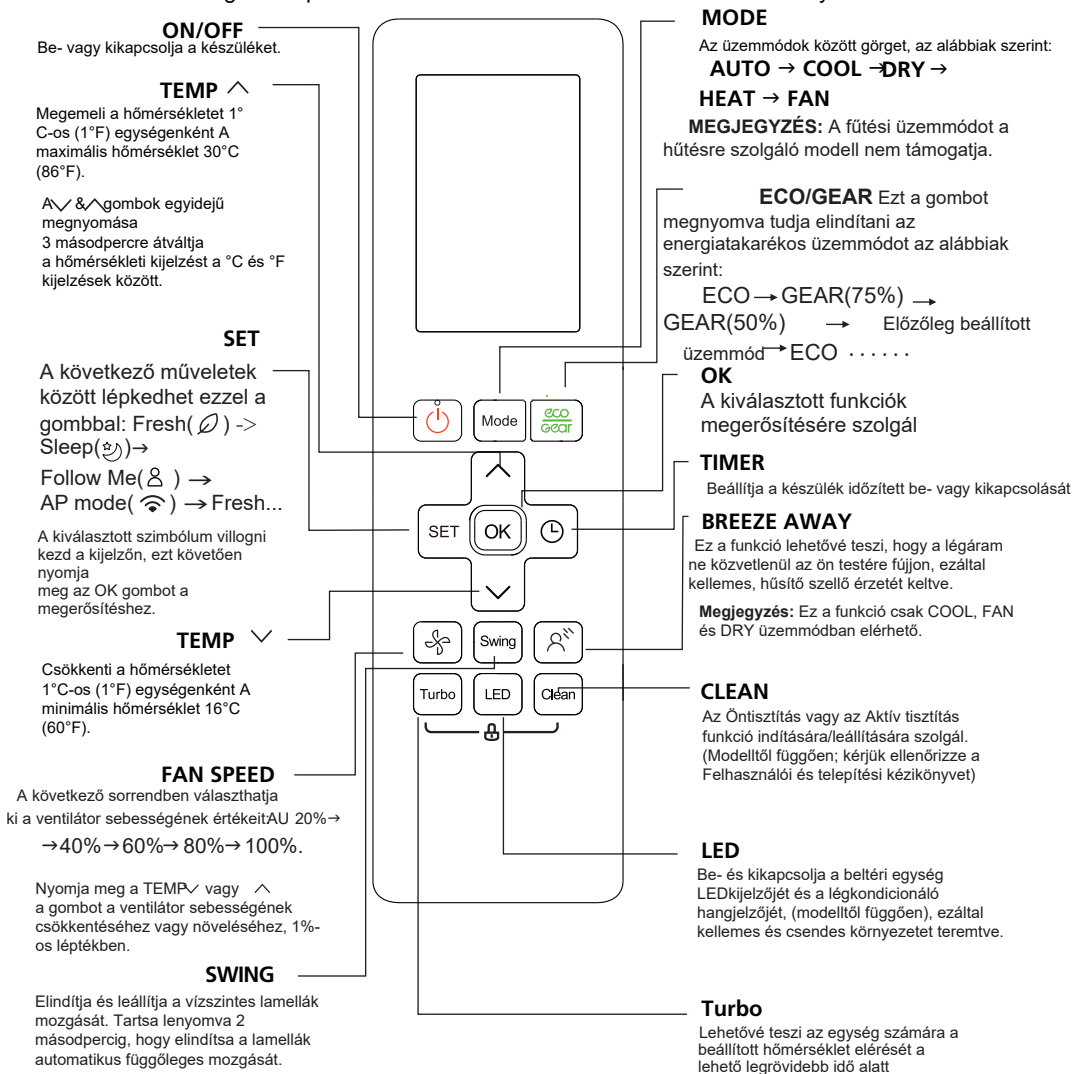 ON/OFF
Be- vagy kikapcsolja a készüléket.
TEMP
Megemeli a hőmérsékletet 1°
C-os (1°F) egységenként A
maximális hőmérséklet 30°C
(86°F).
A & gombok egyidejű
megnyomása
3 másodpercre átváltja
a hőmérsékleti kijelzést a °C és °F
kijelzések között.
SET
A következő műveletek
között lépkedhet ezzel a
gombbal: Fresh( ) ->
Sleep( )→
Follow Me( ) →
AP mode( ) → Fresh...
A kiválasztott szimbólum villogni
kezd a kijelzőn, ezt követően
nyomja
meg az OK gombot a
megerősítéshez.
TEMP
Csökkenti a hőmérsékletet
1°C-os (1°F) egységenként A
minimális hőmérséklet 16°C
(60°F).
FAN SPEED
A következő sorrendben választhatja
ki a ventilátor sebességének értékeit:AU 20%→
→40%→60%→80%→100%.
Nyomja meg a TEMP vagy
a gombot a ventilátor sebességének
csökkentéséhez vagy növeléséhez, 1%-
os léptékben.
SWING
Elindítja és leállítja a vízszintes lamellák
mozgását. Tartsa lenyomva 2
másodpercig, hogy elindítsa a lamellák
automatikus függőleges mozgását.
Mode
eco
Gear
SET
OK
Swing
Turbo
LED
Clean
MODE
Az üzemmódok között görget, az alábbiak szerint:
AUTO → COOL →DRY →
HEAT → FAN
MEGJEGYZÉS: A fűtési üzemmódot a
hűtésre szolgáló modell nem támogatja.
ECO/GEAR Ezt a gombot
megnyomva tudja elindítani az
energiatakarékos üzemmódot az alábbiak
szerint:
ECO → GEAR(75%) →
GEAR(50%) → Előzőleg beállított
üzemmód → ECO ······
OK
A kiválasztott funkciók
megerősítésére szolgál
TIMER
Beállítja a készülék időzített be- vagy kikapcsolását
BREEZE AWAY
Ez a funkció lehetővé teszi, hogy a légáram
ne közvetlenül az ön testére fújjon, ezáltal
kellemes, hűsítő szellő érzetét keltve.
Megjegyzés: Ez a funkció csak COOL, FAN
és DRY üzemmódban elérhető.
CLEAN
Az Öntisztítás vagy az Aktív tisztítás
funkció indítására/leállítására szolgál.
(Modelltől függően; kérjük ellenőrizze a
Felhasználói és telepítési kézikönyvet)
LED
Be- és kikapcsolja a beltéri egység
LEDkijelzőjét és a légkondicionáló
hangjelzőjét, (modelltől függően), ezáltal
kellemes és csendes környezetet teremtve.
Turbo
Lehetővé teszi az egység számára a
beállított hőmérséklet elérését a
lehető legrövidebb idő alatt